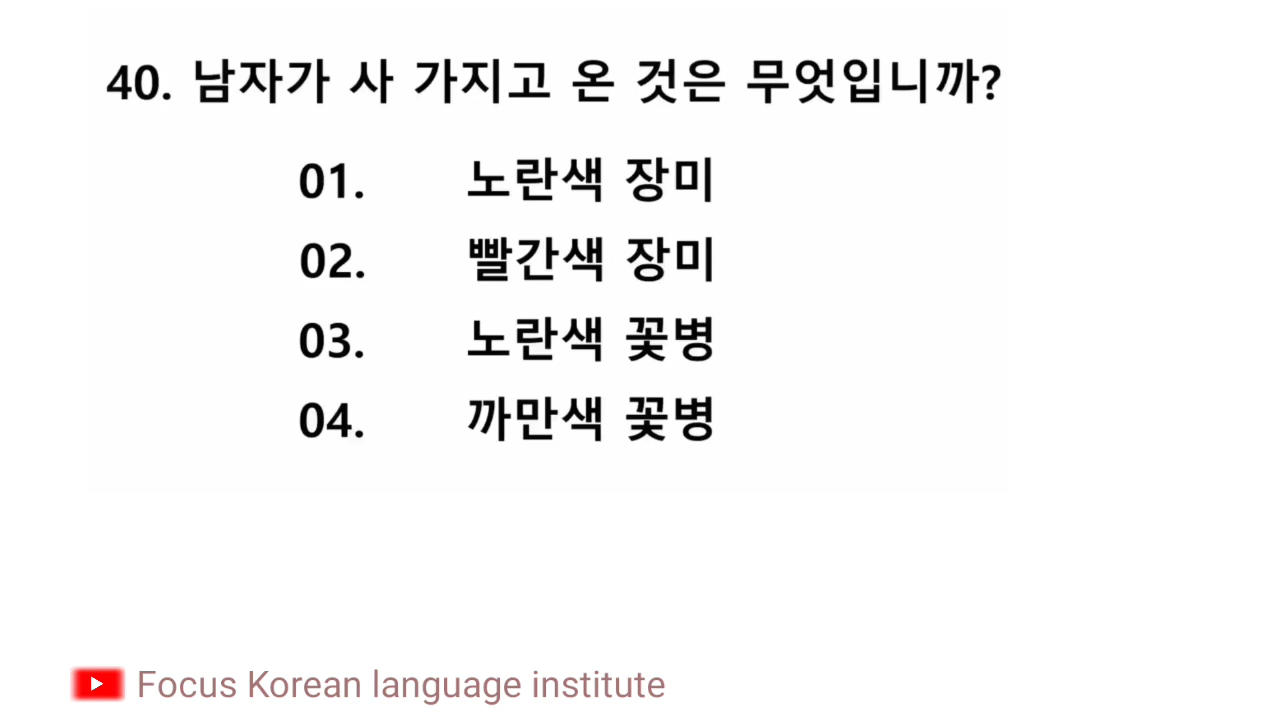 40. 남자가 사 가지고 온 것은 무엇입니까?
01. 노란색 장미
02. 빨간색 장미
03. 노란색 꽃병
04. 까만색 꽃병
Focus Korean language institute